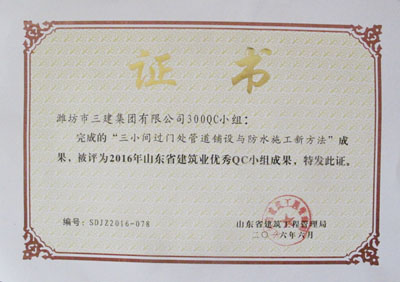 证书
潍坊市三建集团有限公司300QC小组：
完成的“三小间过门处管道铺设与防水施工新方法”成
果，被评为2016年山东省建筑业优秀QC小组成果，特发此证。
编号：SDJZ2016-078
山东省建筑工程管理局
二〇一六年六月